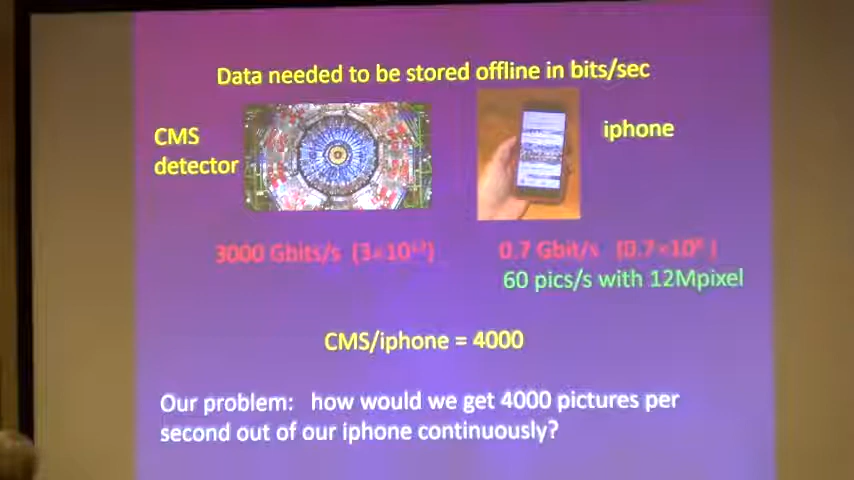 Data needed to be stored offline in bits/sec
CMS
detector
iphone
3000 Gbits/s
0.7 Gbit/s
60 pics/s with 12Mpixel
CMS/iphone = 4000
Our problem: how would we get 4000 pictures per
second out of our iphone continuously?